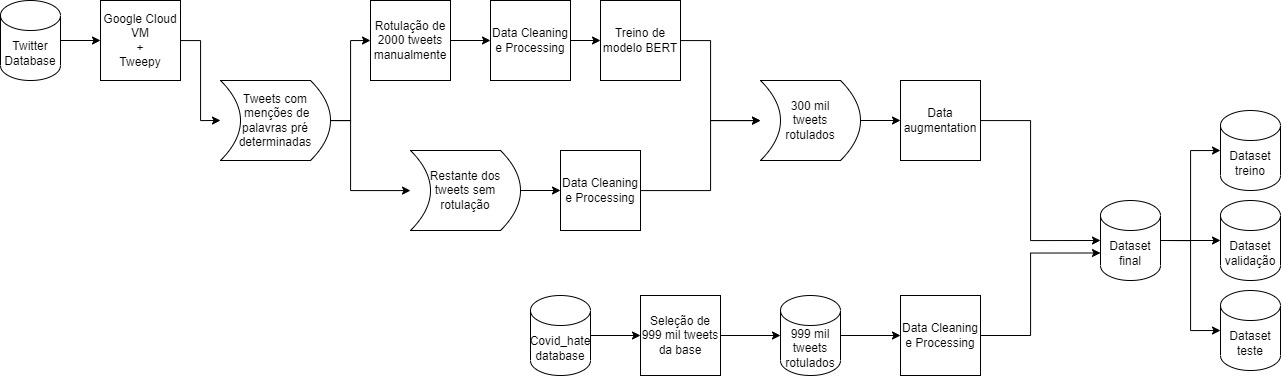 Twitter
Database
Google Cloud
VM
+
Tweepy
Tweets com
menções de
palavras pré
determinadas
Rotulação de
2000 tweets
manualmente
Data Cleaning
e Processing
Treino de
modelo BERT
Restante dos
tweets sem
rotulação
Data Cleaning
e Processing
300 mil
tweets
rotulados
Data
augmentation
Covid_hate
database
Seleção de
999 mil tweets
da base
999 mil
tweets
rotulados
Data Cleaning
e Processing
Dataset
final
Dataset
treino
Dataset
validação
Dataset
teste